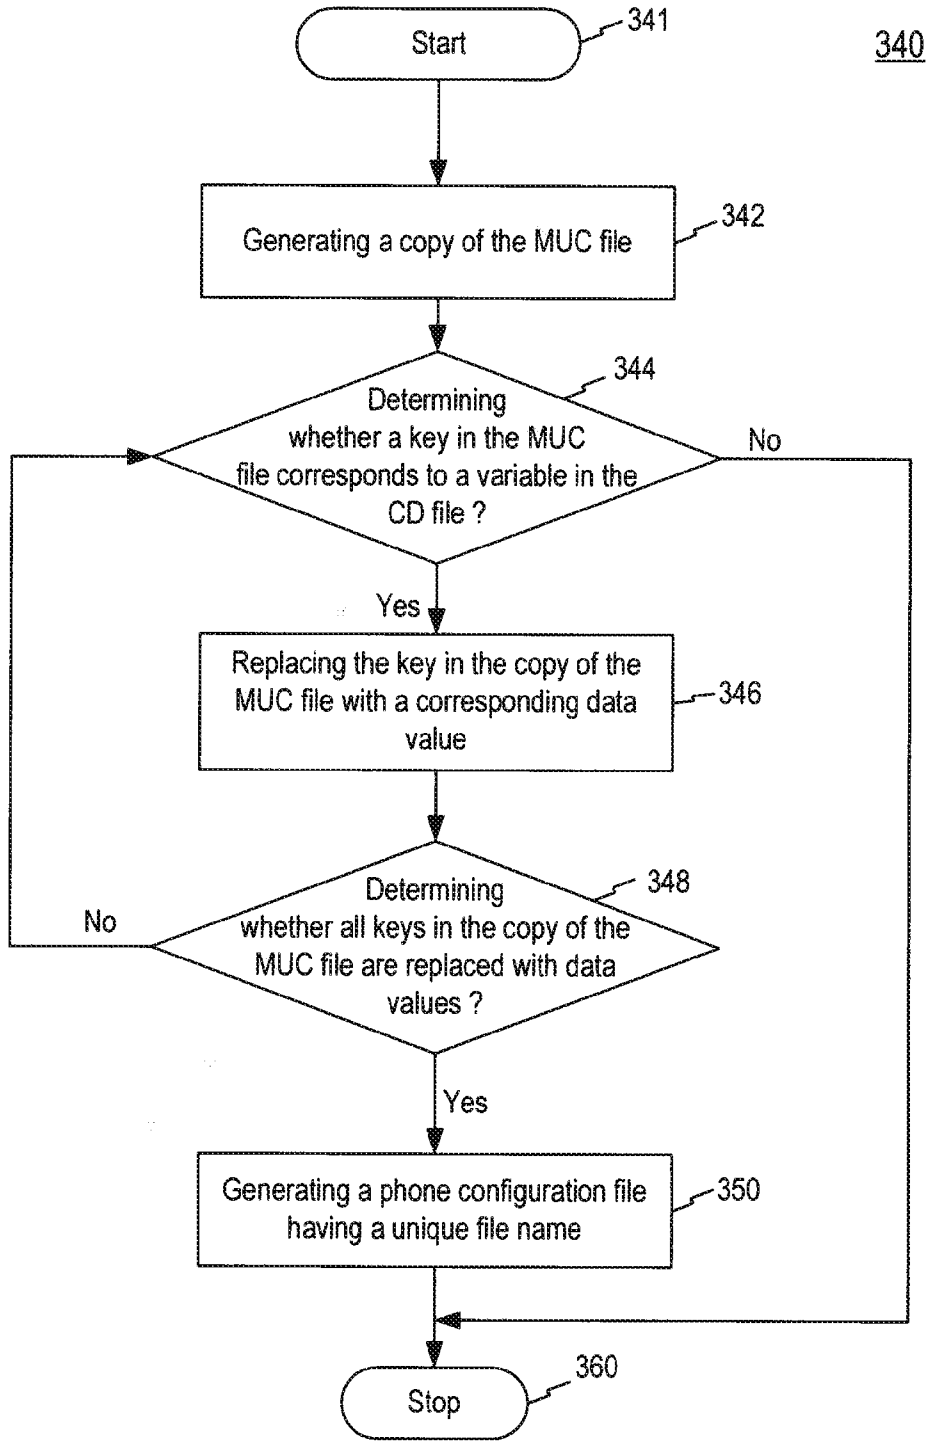 Start
341
340
Generating a copy of the MUC file
342
344
Determining
whether a key in the MUC
file corresponds to a variable in the
CD file ?
No
Yes
Replacing the key in the copy of the
MUC file with a corresponding data
value
346
348
Determining
whether all keys in the copy of the
MUC file are replaced with data
values ?
No
Yes
Generating a phone configuration file
having a unique file name
350
360
Stop